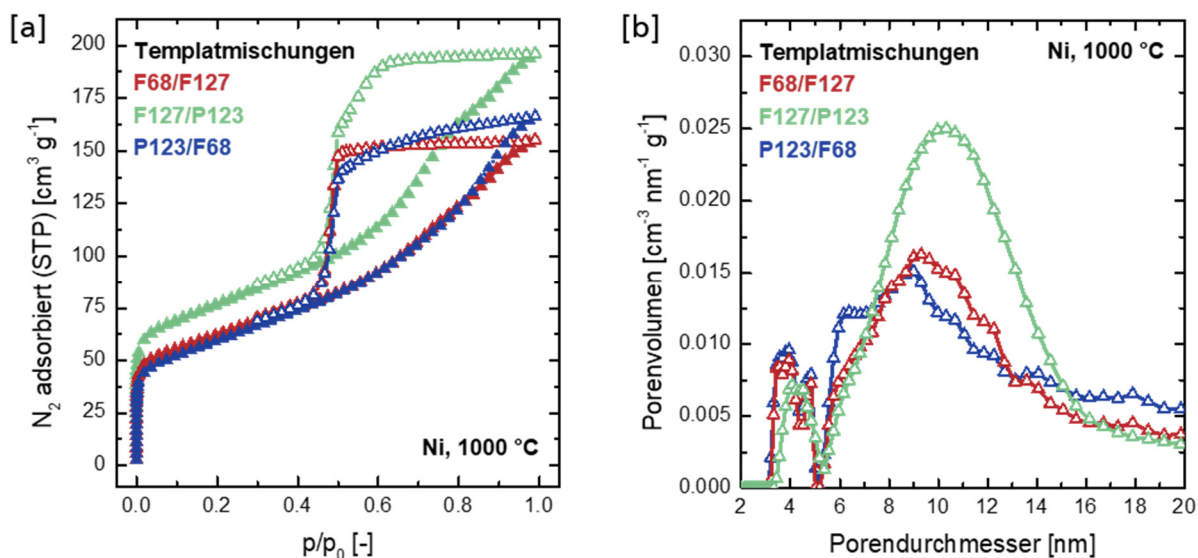 [a]
Templatmischungen
F68/F127
F127/P123
P123/F68
Ni, 1000 °C
N₂ adsorbiert (STP) [cm³ g⁻¹]
200
175
150
125
100
75
50
25
0
0.0 0.2 0.4 0.6 0.8 1.0
p/p₀ [-]
[b]
Templatmischungen
F68/F127
F127/P123
P123/F68
Ni, 1000 °C
Porenvolumen [cm⁻³ nm⁻¹ g⁻¹]
0.030
0.025
0.020
0.015
0.010
0.005
0.000
2 4 6 8 10 12 14 16 18 20
Porendurchmesser [nm]